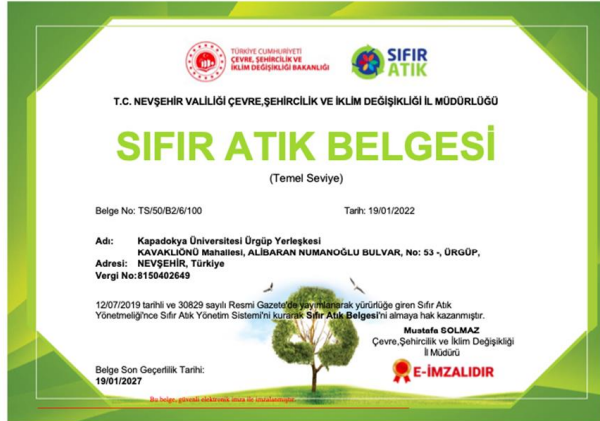 TÜRKİYE CUMHURİYETİ
ÇEVRE, ŞEHİRCİLİK VE
İKLİM DEĞİŞİKLİĞİ BAKANLIĞI
SIFIR
ATIK
T.C. NEVŞEHİR VALİLİĞİ ÇEVRE,ŞEHİRCİLİK VE İKLİM DEĞİŞİKLİĞİ İL MÜDÜRLÜĞÜ
SIFIR ATIK BELGESİ
(Temel Seviye)
Belge No: TS/50/B2/6/100 Tarih: 19/01/2022
Adı: Kapadokya Üniversitesi Ürgüp Yerleşkesi
KAVAKLIÖNÜ Mahallesi, ALİBARAN NUMANOĞLU BULVAR, No: 53 -, ÜRGÜP,
Adresi: NEVŞEHİR, Türkiye
Vergi No:8150402649
12/07/2019 tarihli ve 30829 sayılı Resmi Gazete'de yayımlanarak yürürlüğe giren Sıfır Atık
Yönetmeliği'nce Sıfır Atık Yönetim Sistemi'ni kurarak Sıfır Atık Belgesi'ni almaya hak kazanmıştır.
Mustafa SOLMAZ
Çevre,Şehircilik ve İklim Değişikliği
İl Müdürü
E-İMZALIDIR
Belge Son Geçerlilik Tarihi:
19/01/2027
Bu belge, güvenli elektronik imza ile imzalanmıştır.